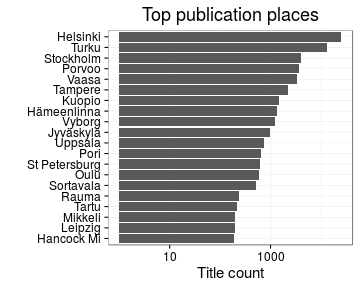 Top publication places
Helsinki
Turku
Stockholm
Porvoo
Vaasa
Tampere
Kuopio
Hämeenlinna
Vyborg
Jyväskylä
Uppsala
Pori
St Petersburg
Oulu
Sortavala
Rauma
Tartu
Mikkeli
Leipzig
Hancock MI
10 1000
Title count